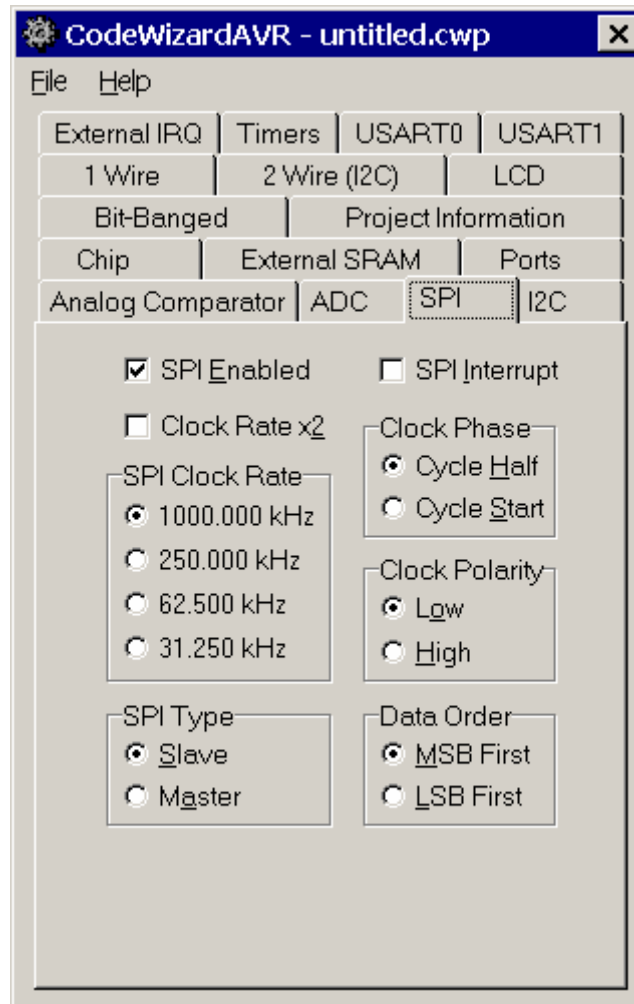 CodeWizardAVR - untitled.cwp
File Help
External IRQ Timers USART0 USART1
1 Wire 2 Wire (I2C) LCD
Bit-Banged Project Information
Chip External SRAM Ports
Analog Comparator ADC SPI I2C
SPI Enabled SPI Interrupt
Clock Rate x2
Clock Phase
Cycle Half
Cycle Start
SPI Clock Rate
1000.000 kHz
250.000 kHz
62.500 kHz
31.250 kHz
Clock Polarity
Low
High
SPI Type
Slave
Master
Data Order
MSB First
LSB First